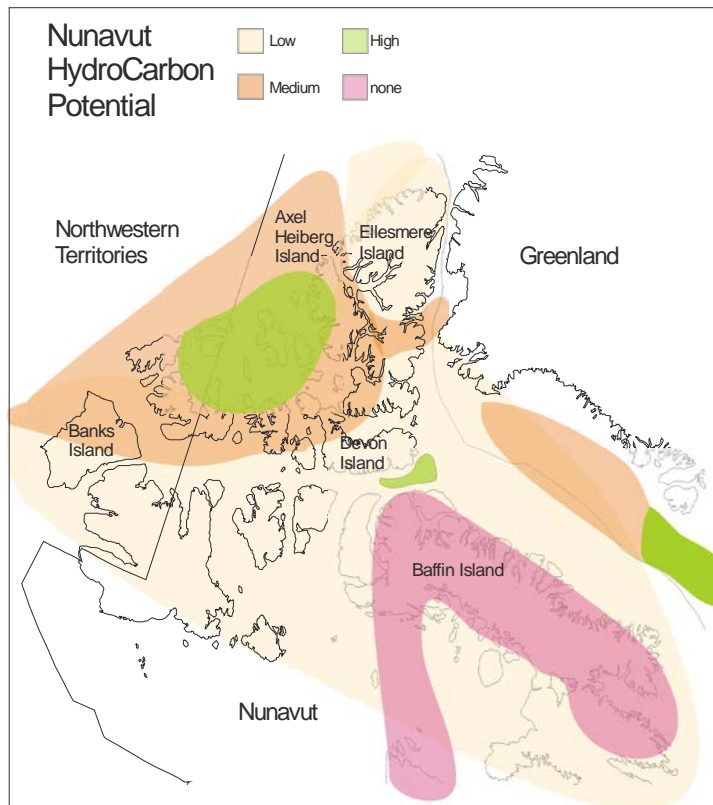 Nunavut
HydroCarbon
Potential
Low
High
Medium
none
Northwestern
Territories
Axel
Heiberg
Island
Ellesmere
Island
Greenland
Banks
Island
Devon
Island
Baffin Island
Nunavut